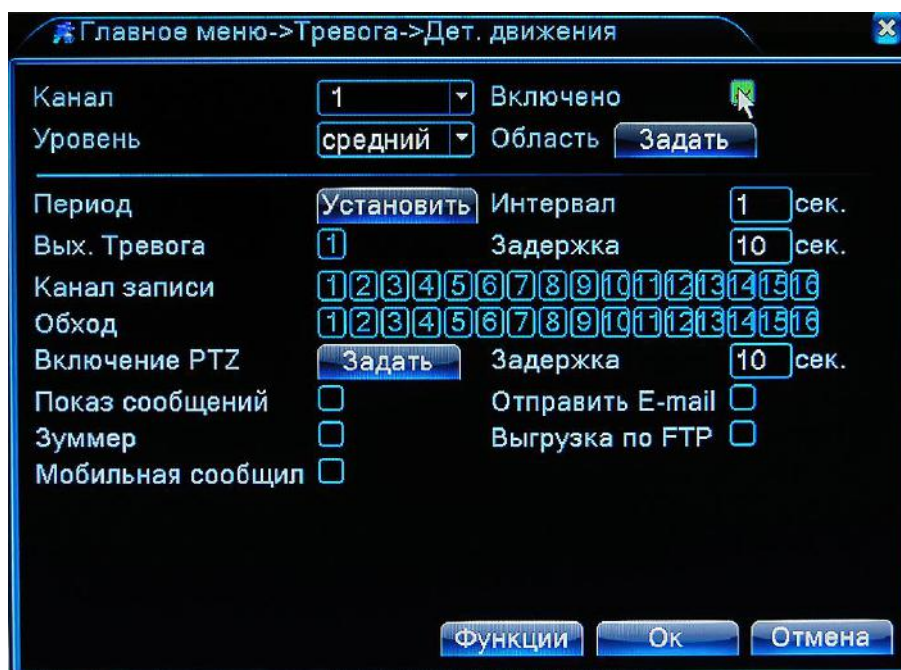 Главное меню->Тревога->Дет. движения
Канал 1 Включено
Уровень средний Область Задать
Период Установить Интервал 1 сек.
Вых. Тревога 1 Задержка 10 сек.
Канал записи 1 2 3 4 5 6 7 8 9 10 11 12 13 14 15 16
Обход 1 2 3 4 5 6 7 8 9 10 11 12 13 14 15 16
Включение PTZ Задать Задержка 10 сек.
Показ сообщений Отправить E-mail
Зуммер Выгрузка по FTP
Мобильная сообщил
Функции Ок Отмена